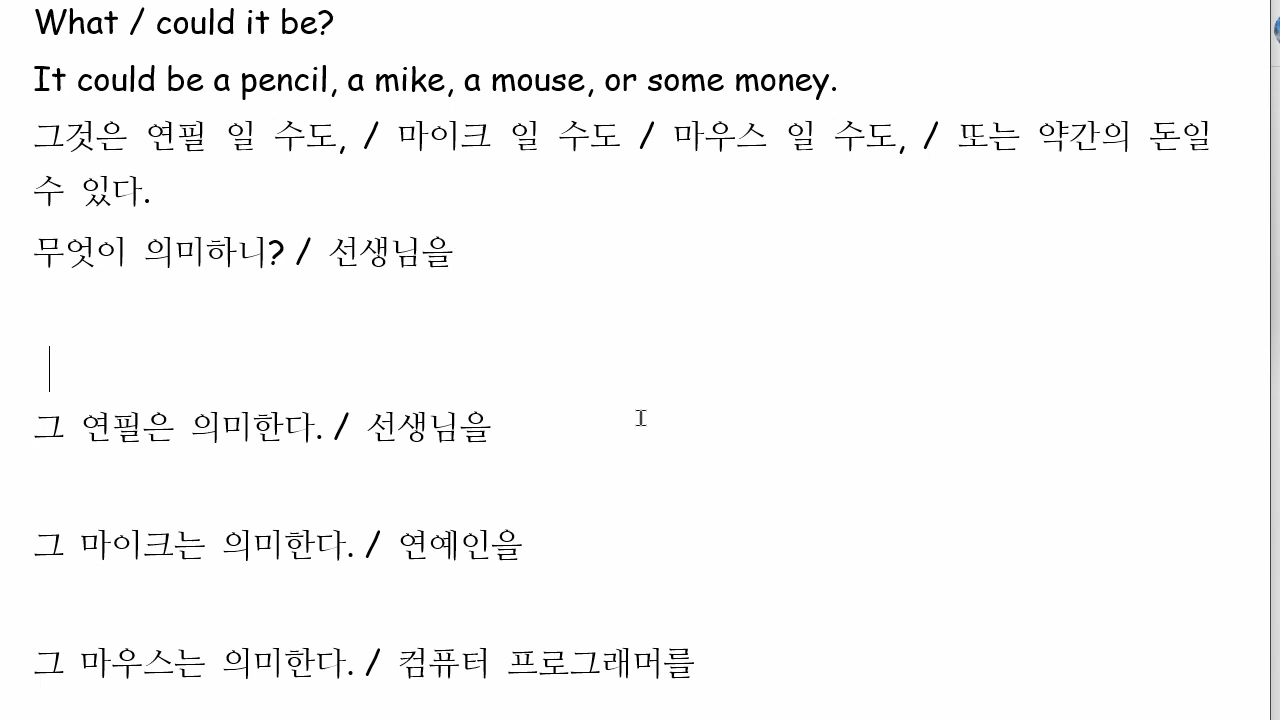 What / could it be?
It could be a pencil, a mike, a mouse, or some money.
그것은 연필 일 수도, / 마이크 일 수도 / 마우스 일 수도, / 또는 약간의 돈일
수 있다.
무엇이 의미하니? / 선생님을
그 연필은 의미한다. / 선생님을
그 마이크는 의미한다. / 연예인을
그 마우스는 의미한다. / 컴퓨터 프로그래머를